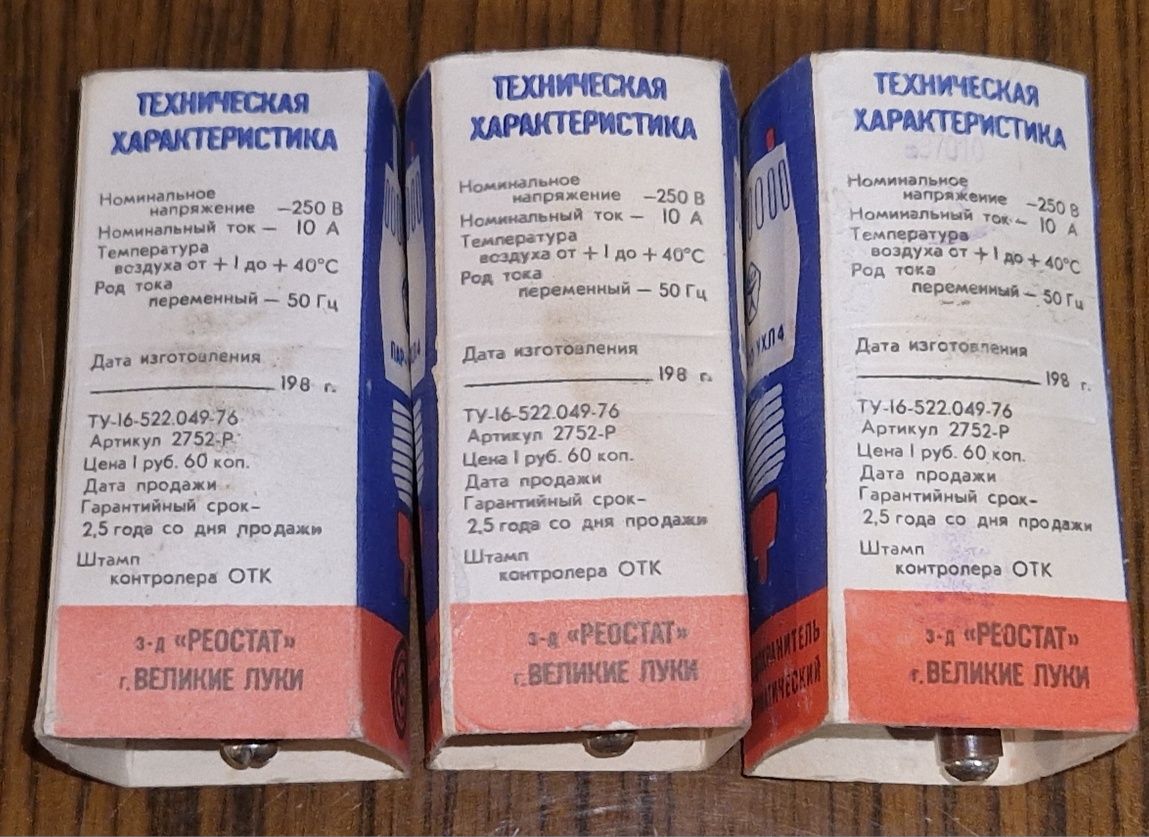 ТЕХНИЧЕСКАЯ
ХАРАКТЕРИСТИКА
Номинальное
напряжение —250 В
Номинальный ток — 10 А
Температура
воздуха от +1 до +40°С
Род тока
переменный — 50 Гц
Дата изготовления
198 г.
ТУ-16-522.049-76
Артикул 2752-Р
Цена 1 руб. 60 коп.
Дата продажи
Гарантийный срок—
2,5 года со дня продажи
Штамп
контролера ОТК
з-д «РЕОСТАТ»
г. ВЕЛИКИЕ ЛУКИ
ТЕХНИЧЕСКАЯ
ХАРАКТЕРИСТИКА
Номинальное
напряжение —250 В
Номинальный ток — 10 А
Температура
воздуха от +1 до +40°С
Род тока
переменный — 50 Гц
Дата изготовления
198 г.
ТУ-16-522.049-76
Артикул 2752-Р
Цена 1 руб. 60 коп.
Дата продажи
Гарантийный срок—
2,5 года со дня продажи
Штамп
контролера ОТК
з-д «РЕОСТАТ»
г. ВЕЛИКИЕ ЛУКИ
УХЛ4
ТЕХНИЧЕСКАЯ
ХАРАКТЕРИСТИКА
Номинальное
напряжение —250 В
Номинальный ток — 10 А
Температура
воздуха от +1 до +40°С
Род тока
переменный — 50 Гц
Дата изготовления
198 г.
ТУ-16-522.049-76
Артикул 2752-Р
Цена 1 руб. 60 коп.
Дата продажи
Гарантийный срок—
2,5 года со дня продажи
Штамп
контролера ОТК
з-д «РЕОСТАТ»
г. ВЕЛИКИЕ ЛУКИ